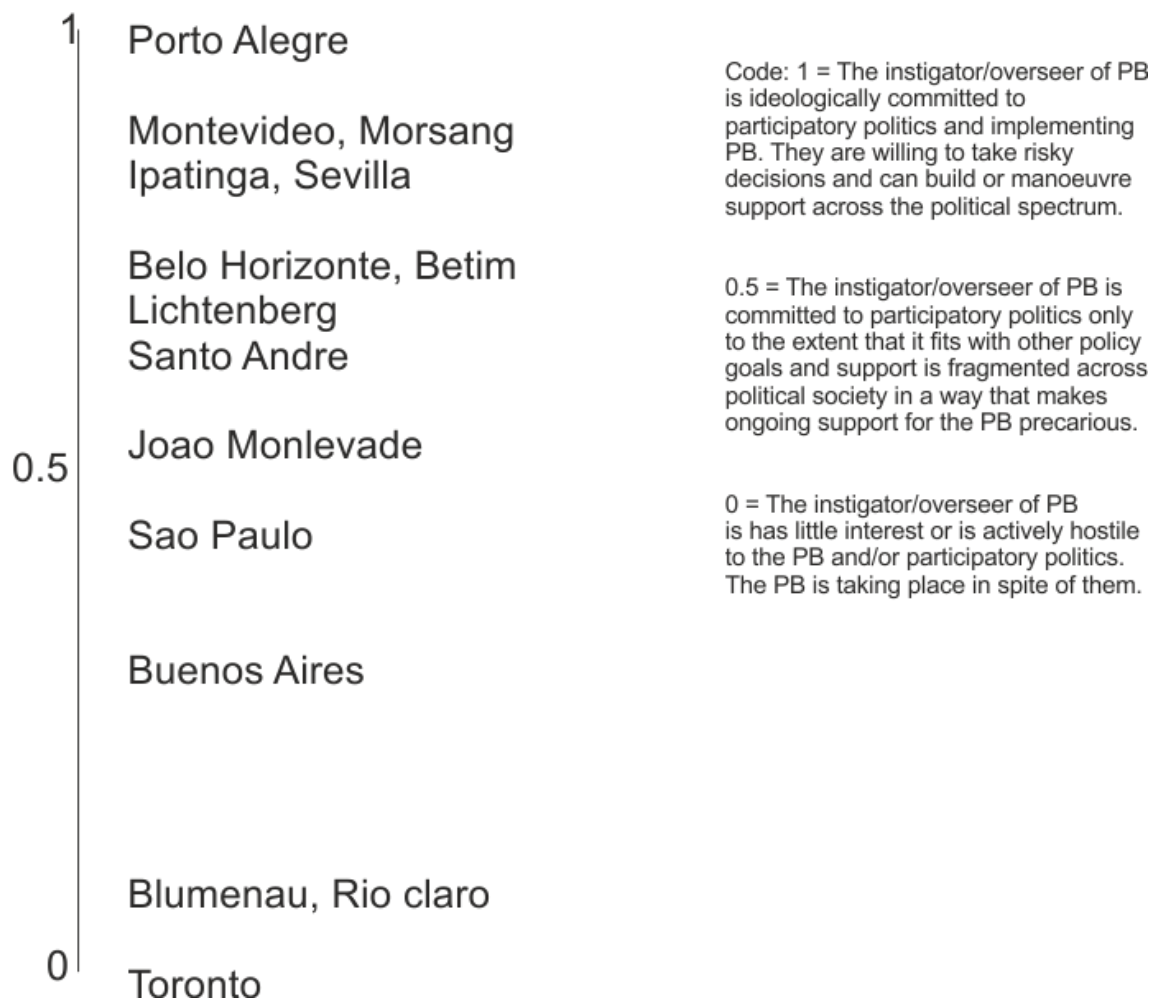 1
Porto Alegre
Montevideo, Morsang
Ipatinga, Sevilla
Belo Horizonte, Betim
Lichtenberg
Santo Andre
Joao Monlevade
0.5
Sao Paulo
Buenos Aires
Blumenau, Rio claro
0
Toronto
Code: 1 = The instigator/overseer of PB
is ideologically committed to
participatory politics and implementing
PB. They are willing to take risky
decisions and can build or manoeuvre
support across the political spectrum.
0.5 = The instigator/overseer of PB is
committed to participatory politics only
to the extent that it fits with other policy
goals and support is fragmented across
political society in a way that makes
ongoing support for the PB precarious.
0 = The instigator/overseer of PB
is has little interest or is actively hostile
to the PB and/or participatory politics.
The PB is taking place in spite of them.